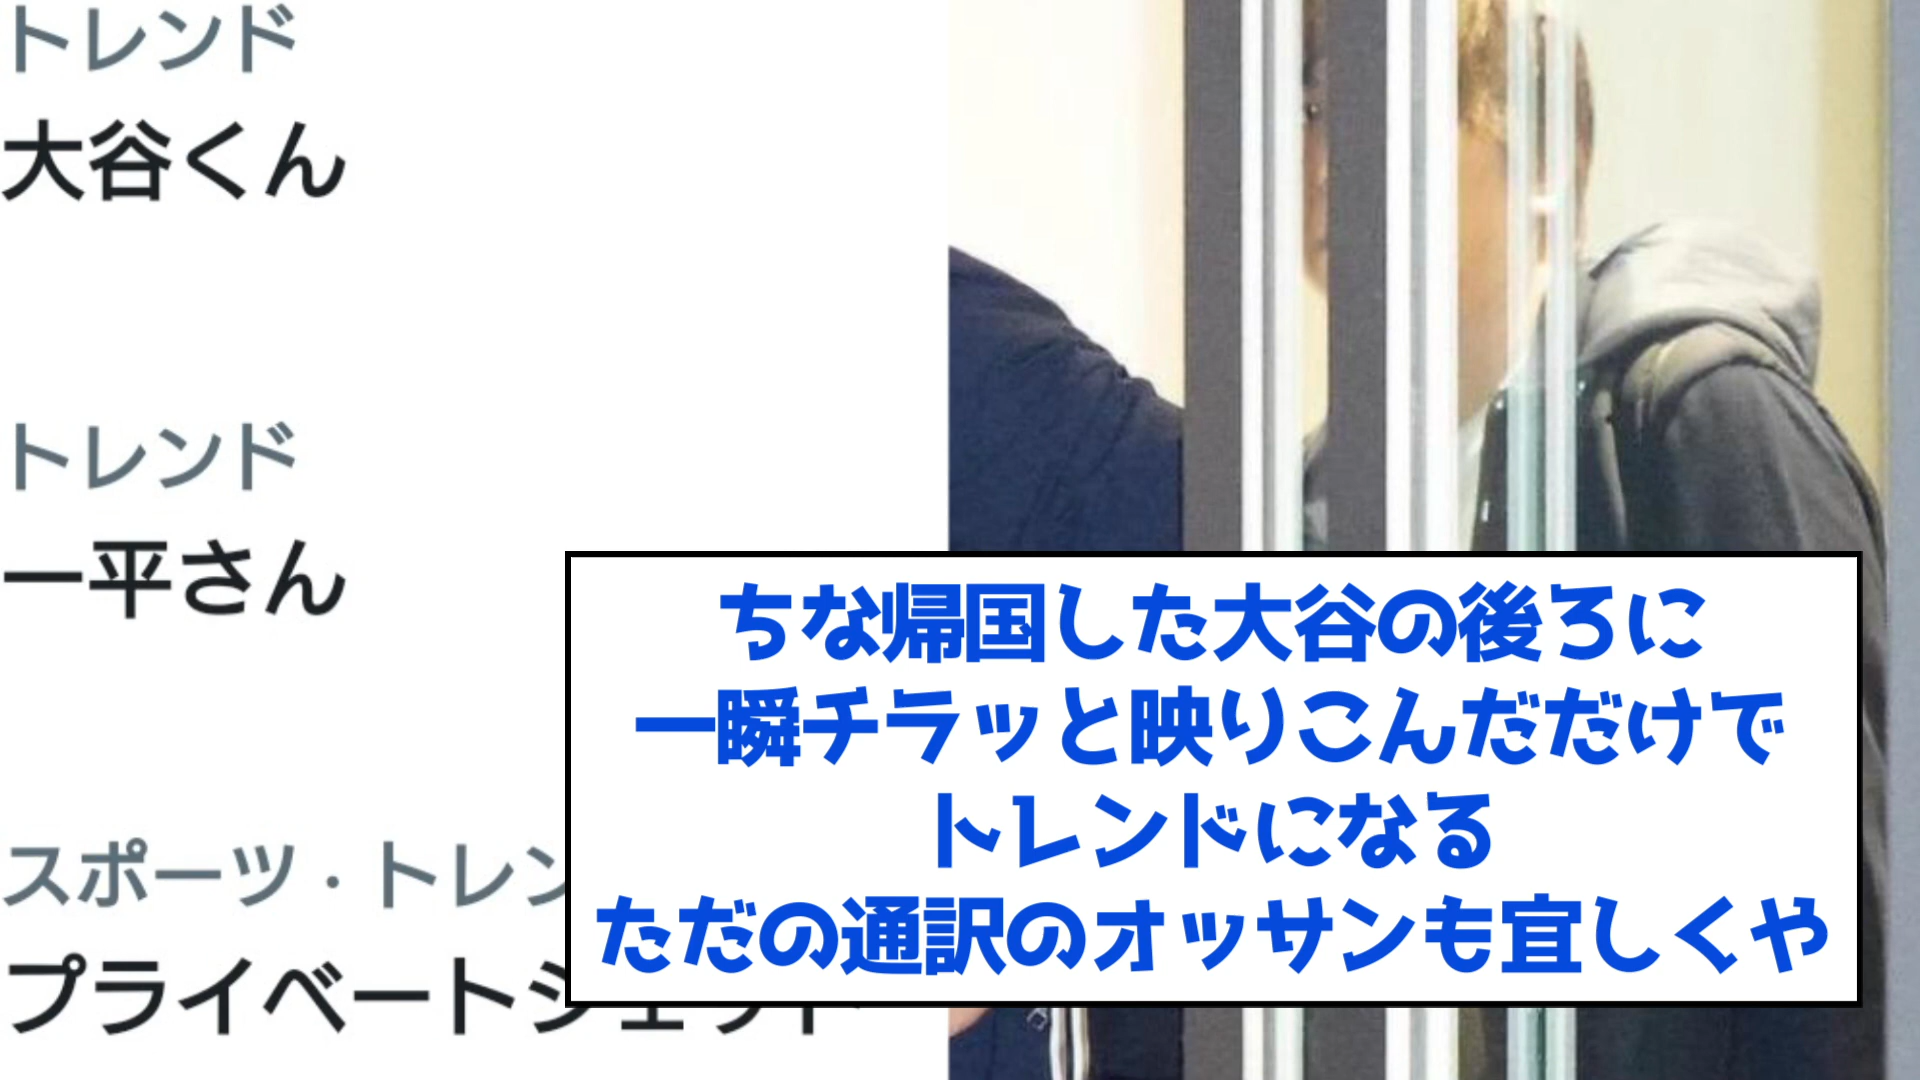 トレンド
大谷くん
トレンド
一平さん
スポーツ · トレン
プライベートジェット
ちな帰国した大谷の後ろに
一瞬チラッと映りこんだだけで
トレンドになる
ただの通訳のオッサンも宜しくや